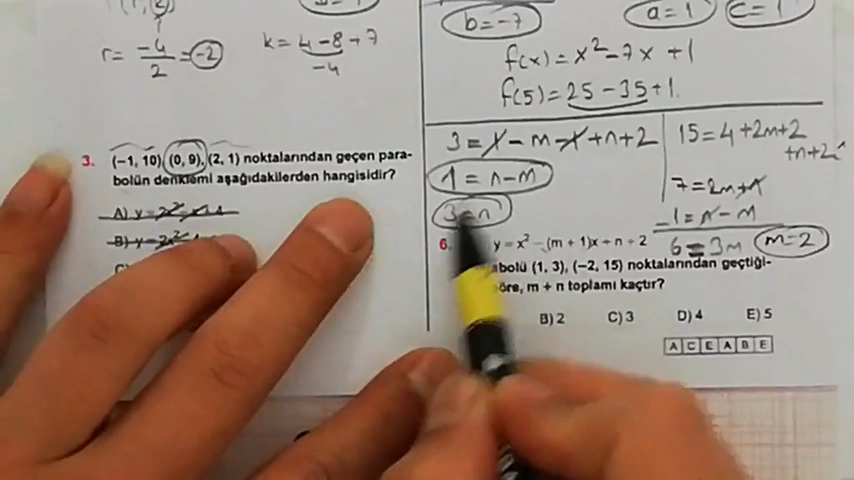 r = -4/2 = -2
k = 4-8+7
-4
3. (-1, 10), (0, 9), (2, 1) noktalarından geçen para-
bolün denklemi aşağıdakilerden hangisidir?
A) y=2x²
B) y=2x²
b=-7
a=1
c=1
f(x) = x²-7x+1
f(5) = 25-35+1
3 = 1-m-1+n+2
1 = n-m
3=n
15=4+2m+2
+n+2
7=2m+n
-1=n-m
6=3m
m=2
6. y = x² - (m + 1)x + n + 2
bolü (1, 3), (-2, 15) noktalarından geçtiği-
öre, m + n toplamı kaçtır?
B) 2 C) 3 D) 4 E) 5
A C E A B E